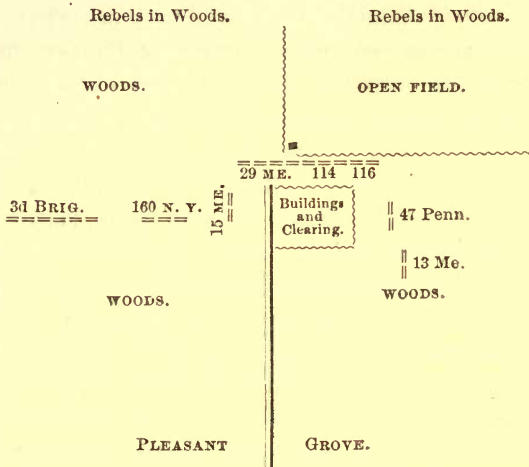 Rebels in Woods. Rebels in Woods.
WOODS. OPEN FIELD.
29 ME. 114 116
3d BRIG. 160 N. Y. 15 ME. Buildings
and
Clearing. 47 Penn.
13 Me.
WOODS. WOODS.
PLEASANT GROVE.